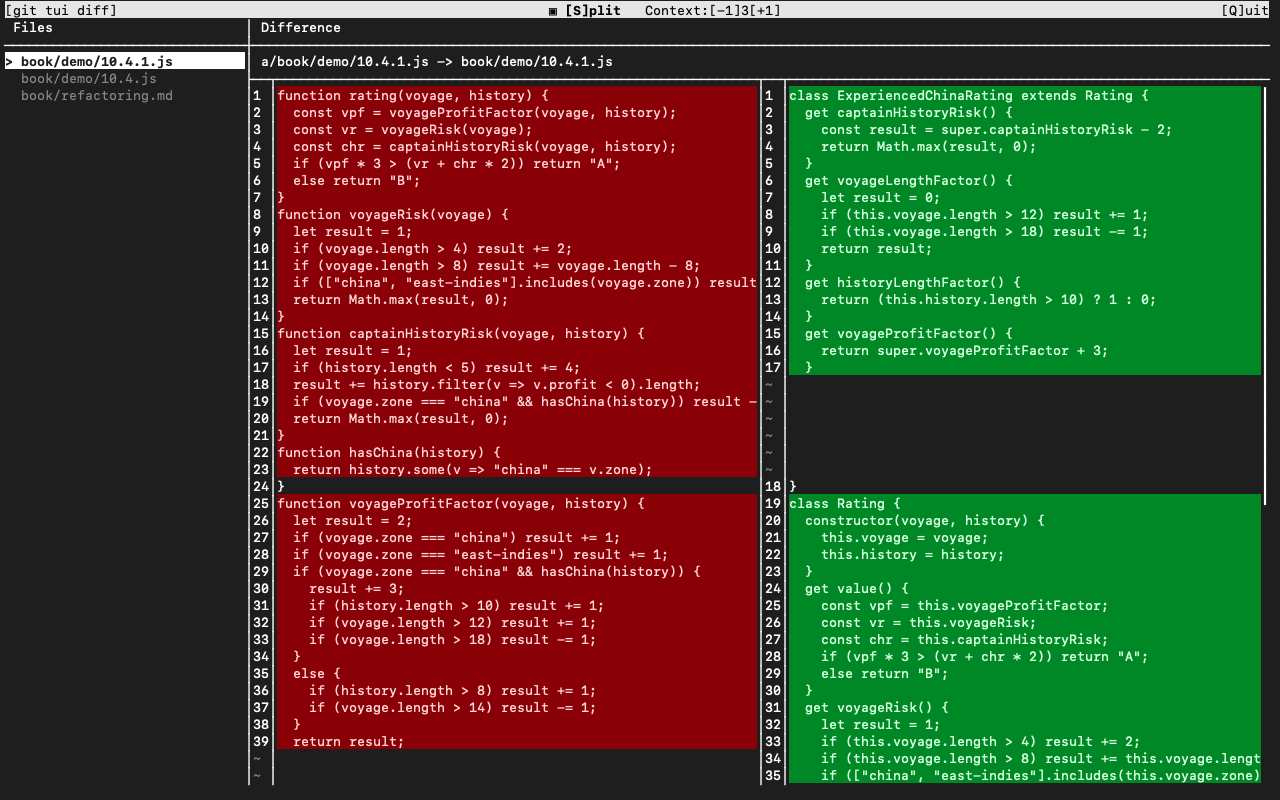 [git tui diff] ▣ [S]plit Context:[-1]3[+1] [Q]uit
Files
> book/demo/10.4.1.js
book/demo/10.4.js
book/refactoring.md
Difference
a/book/demo/10.4.1.js -> book/demo/10.4.1.js
1 function rating(voyage, history) {
2   const vpf = voyageProfitFactor(voyage, history);
3   const vr = voyageRisk(voyage);
4   const chr = captainHistoryRisk(voyage, history);
5   if (vpf * 3 > (vr + chr * 2)) return "A";
6   else return "B";
7 }
8 function voyageRisk(voyage) {
9   let result = 1;
10   if (voyage.length > 4) result += 2;
11   if (voyage.length > 8) result += voyage.length - 8;
12   if (["china", "east-indies"].includes(voyage.zone)) result
13   return Math.max(result, 0);
14 }
15 function captainHistoryRisk(voyage, history) {
16   let result = 1;
17   if (history.length < 5) result += 4;
18   result += history.filter(v => v.profit < 0).length;
19   if (voyage.zone === "china" && hasChina(history)) result -
20   return Math.max(result, 0);
21 }
22 function hasChina(history) {
23   return history.some(v => "china" === v.zone);
24 }
25 function voyageProfitFactor(voyage, history) {
26   let result = 2;
27   if (voyage.zone === "china") result += 1;
28   if (voyage.zone === "east-indies") result += 1;
29   if (voyage.zone === "china" && hasChina(history)) {
30     result += 3;
31     if (history.length > 10) result += 1;
32     if (voyage.length > 12) result += 1;
33     if (voyage.length > 18) result -= 1;
34   }
35   else {
36     if (history.length > 8) result += 1;
37     if (voyage.length > 14) result -= 1;
38   }
39   return result;
~
~
1 class ExperiencedChinaRating extends Rating {
2   get captainHistoryRisk() {
3     const result = super.captainHistoryRisk - 2;
4     return Math.max(result, 0);
5   }
6   get voyageLengthFactor() {
7     let result = 0;
8     if (this.voyage.length > 12) result += 1;
9     if (this.voyage.length > 18) result -= 1;
10     return result;
11   }
12   get historyLengthFactor() {
13     return (this.history.length > 10) ? 1 : 0;
14   }
15   get voyageProfitFactor() {
16     return super.voyageProfitFactor + 3;
17   }
~
~
~
~
~
~
18 }
19 class Rating {
20   constructor(voyage, history) {
21     this.voyage = voyage;
22     this.history = history;
23   }
24   get value() {
25     const vpf = this.voyageProfitFactor;
26     const vr = this.voyageRisk;
27     const chr = this.captainHistoryRisk;
28     if (vpf * 3 > (vr + chr * 2)) return "A";
29     else return "B";
30   }
31   get voyageRisk() {
32     let result = 1;
33     if (this.voyage.length > 4) result += 2;
34     if (this.voyage.length > 8) result += this.voyage.lengt
35     if (["china", "east-indies"].includes(this.voyage.zone)